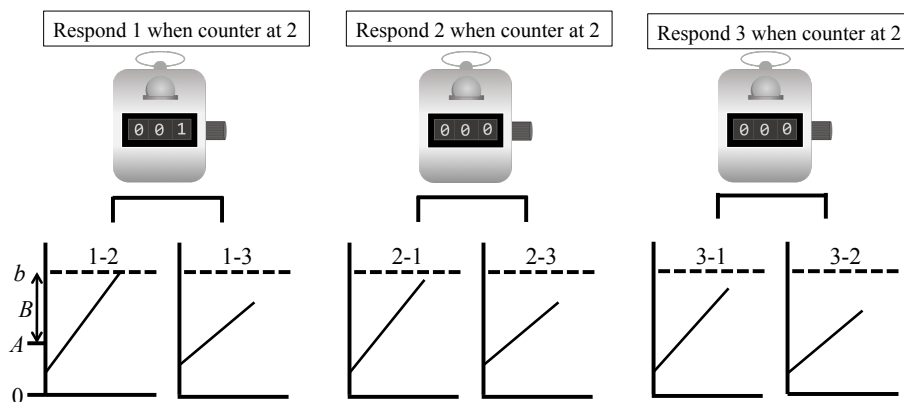 Respond 1 when counter at 2
Respond 2 when counter at 2
Respond 3 when counter at 2
0 0 1
0 0 0
0 0 0
1-2
1-3
2-1
2-3
3-1
3-2
b
B
A
0